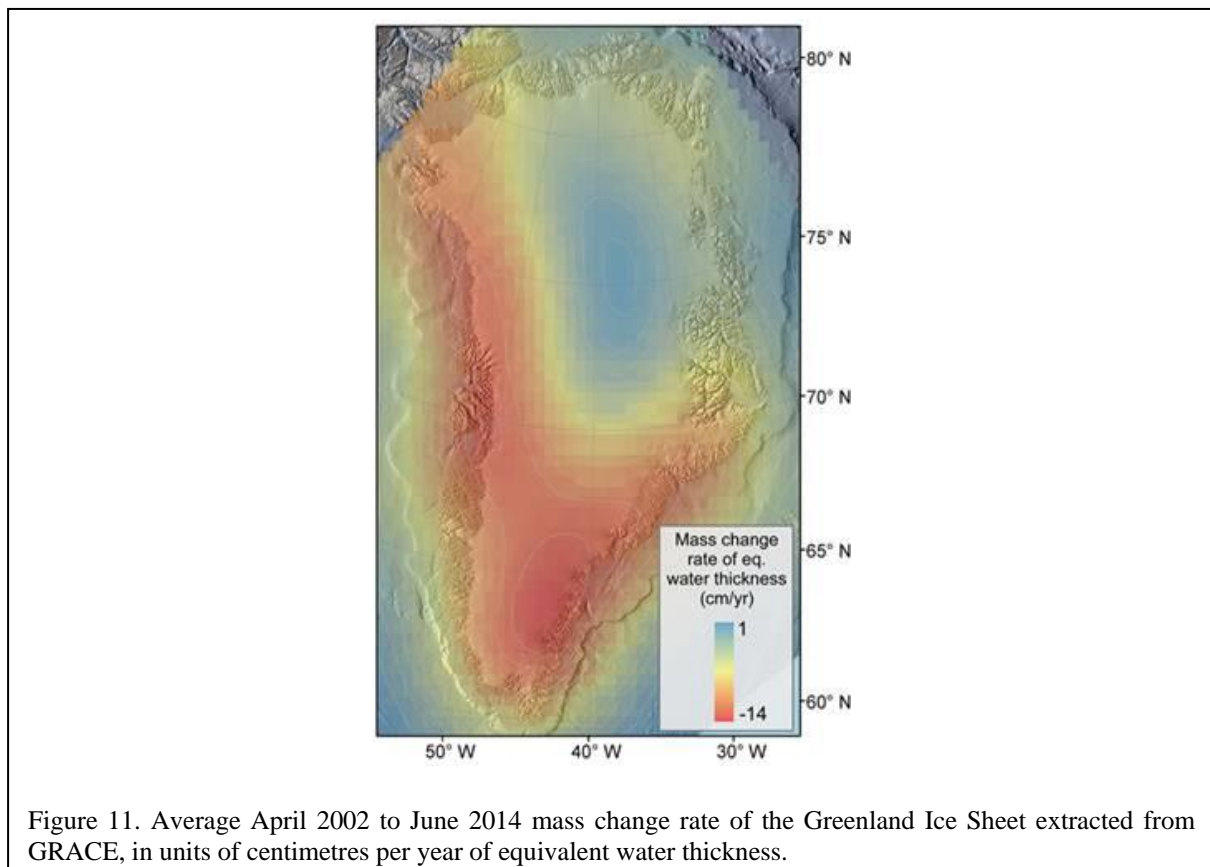 80° N
75° N
70° N
65° N
60° N
Mass change
rate of eq.
water thickness
(cm/yr)
1
-14
50° W
40° W
30° W
Figure 11. Average April 2002 to June 2014 mass change rate of the Greenland Ice Sheet extracted from
GRACE, in units of centimetres per year of equivalent water thickness.